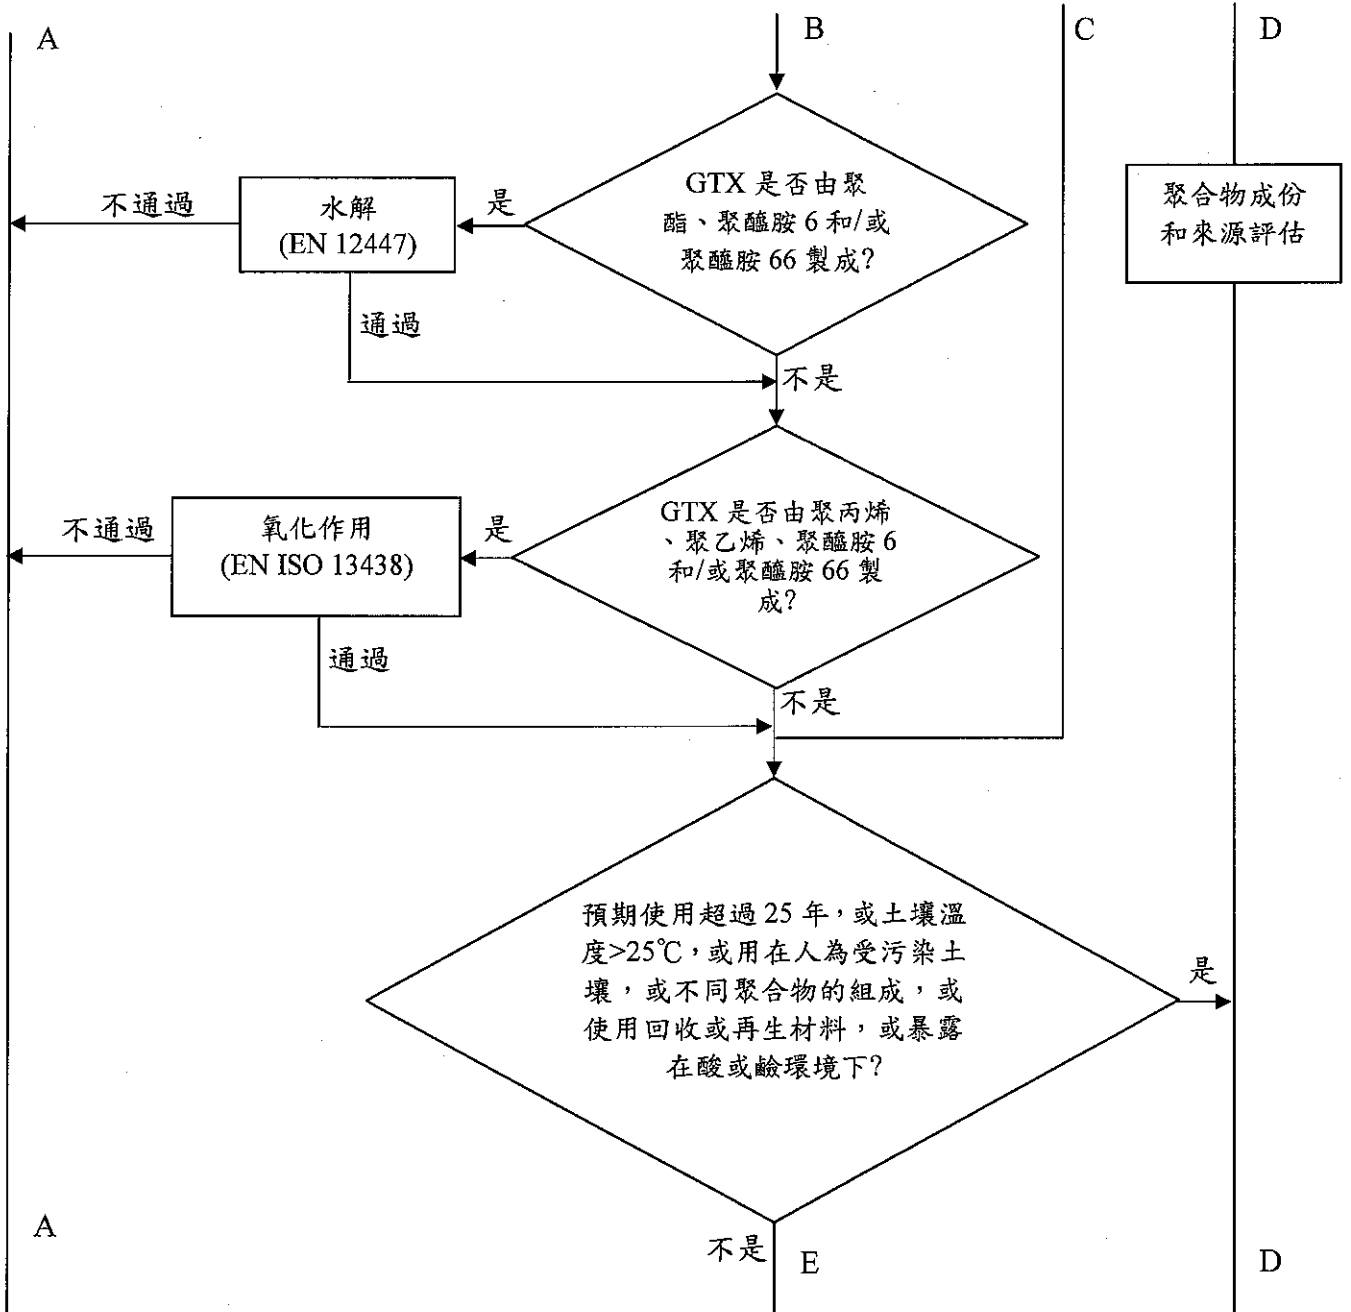 A
B
C
D
GTX 是否由聚
酯、聚醯胺 6 和/或
聚醯胺 66 製成?
是
水解
(EN 12447)
不通過
通過
不是
聚合物成份
和來源評估
GTX 是否由聚丙烯
、聚乙烯、聚醯胺 6
和/或聚醯胺 66 製
成?
是
氧化作用
(EN ISO 13438)
不通過
通過
不是
預期使用超過 25 年,或土壤溫
度>25℃,或用在人為受污染土
壤,或不同聚合物的組成,或
使用回收或再生材料,或暴露
在酸或鹼環境下?
是
不是
A
E
D